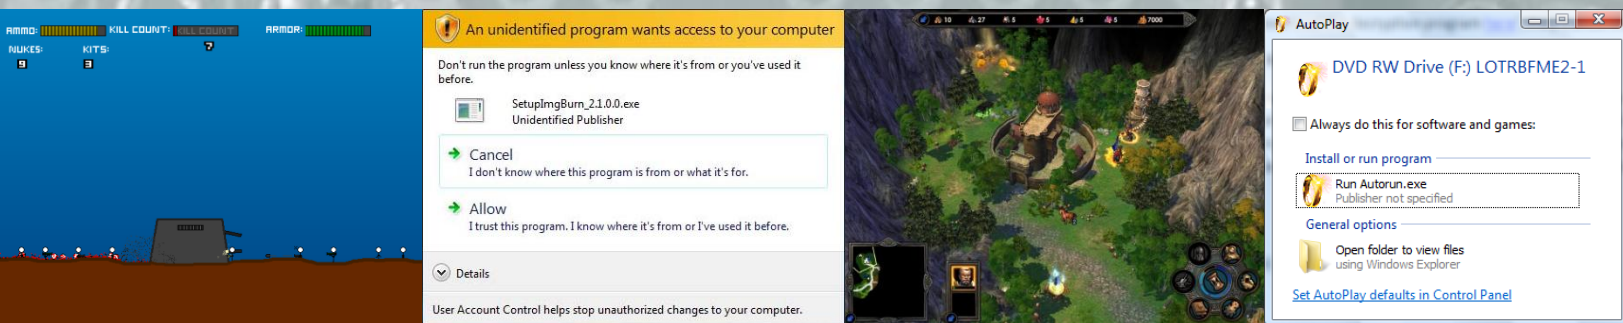 AMMO: KILL COUNT: KILL COUNT ARMOR:
7
NUKES: KITS:
9 3
An unidentified program wants access to your computer
Don't run the program unless you know where it's from or you've used it
before.
SetupImgBurn_2.1.0.0.exe
Unidentified Publisher
Cancel
I don't know where this program is from or what it's for.
Allow
I trust this program. I know where it's from or I've used it before.
Details
User Account Control helps stop unauthorized changes to your computer.
10 27 5 5 5 5 7000
AutoPlay
DVD RW Drive (F:) LOTRBFME2-1
Always do this for software and games:
Install or run program
Run Autorun.exe
Publisher not specified
General options
Open folder to view files
using Windows Explorer
Set AutoPlay defaults in Control Panel